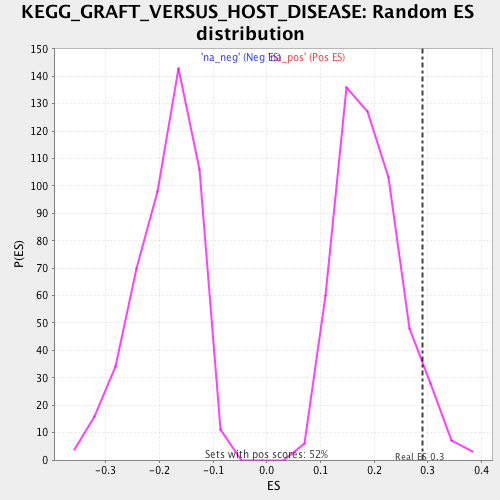 KEGG_GRAFT_VERSUS_HOST_DISEASE: Random ES
distribution
'na_neg' (Neg ES) 'na_pos' (Pos ES)
P(ES)
150
140
130
120
110
100
90
80
70
60
50
40
30
20
10
0
Sets with pos scores: 52%
Real ES 0.3
-0.3 -0.2 -0.1 0.0 0.1 0.2 0.3 0.4
ES